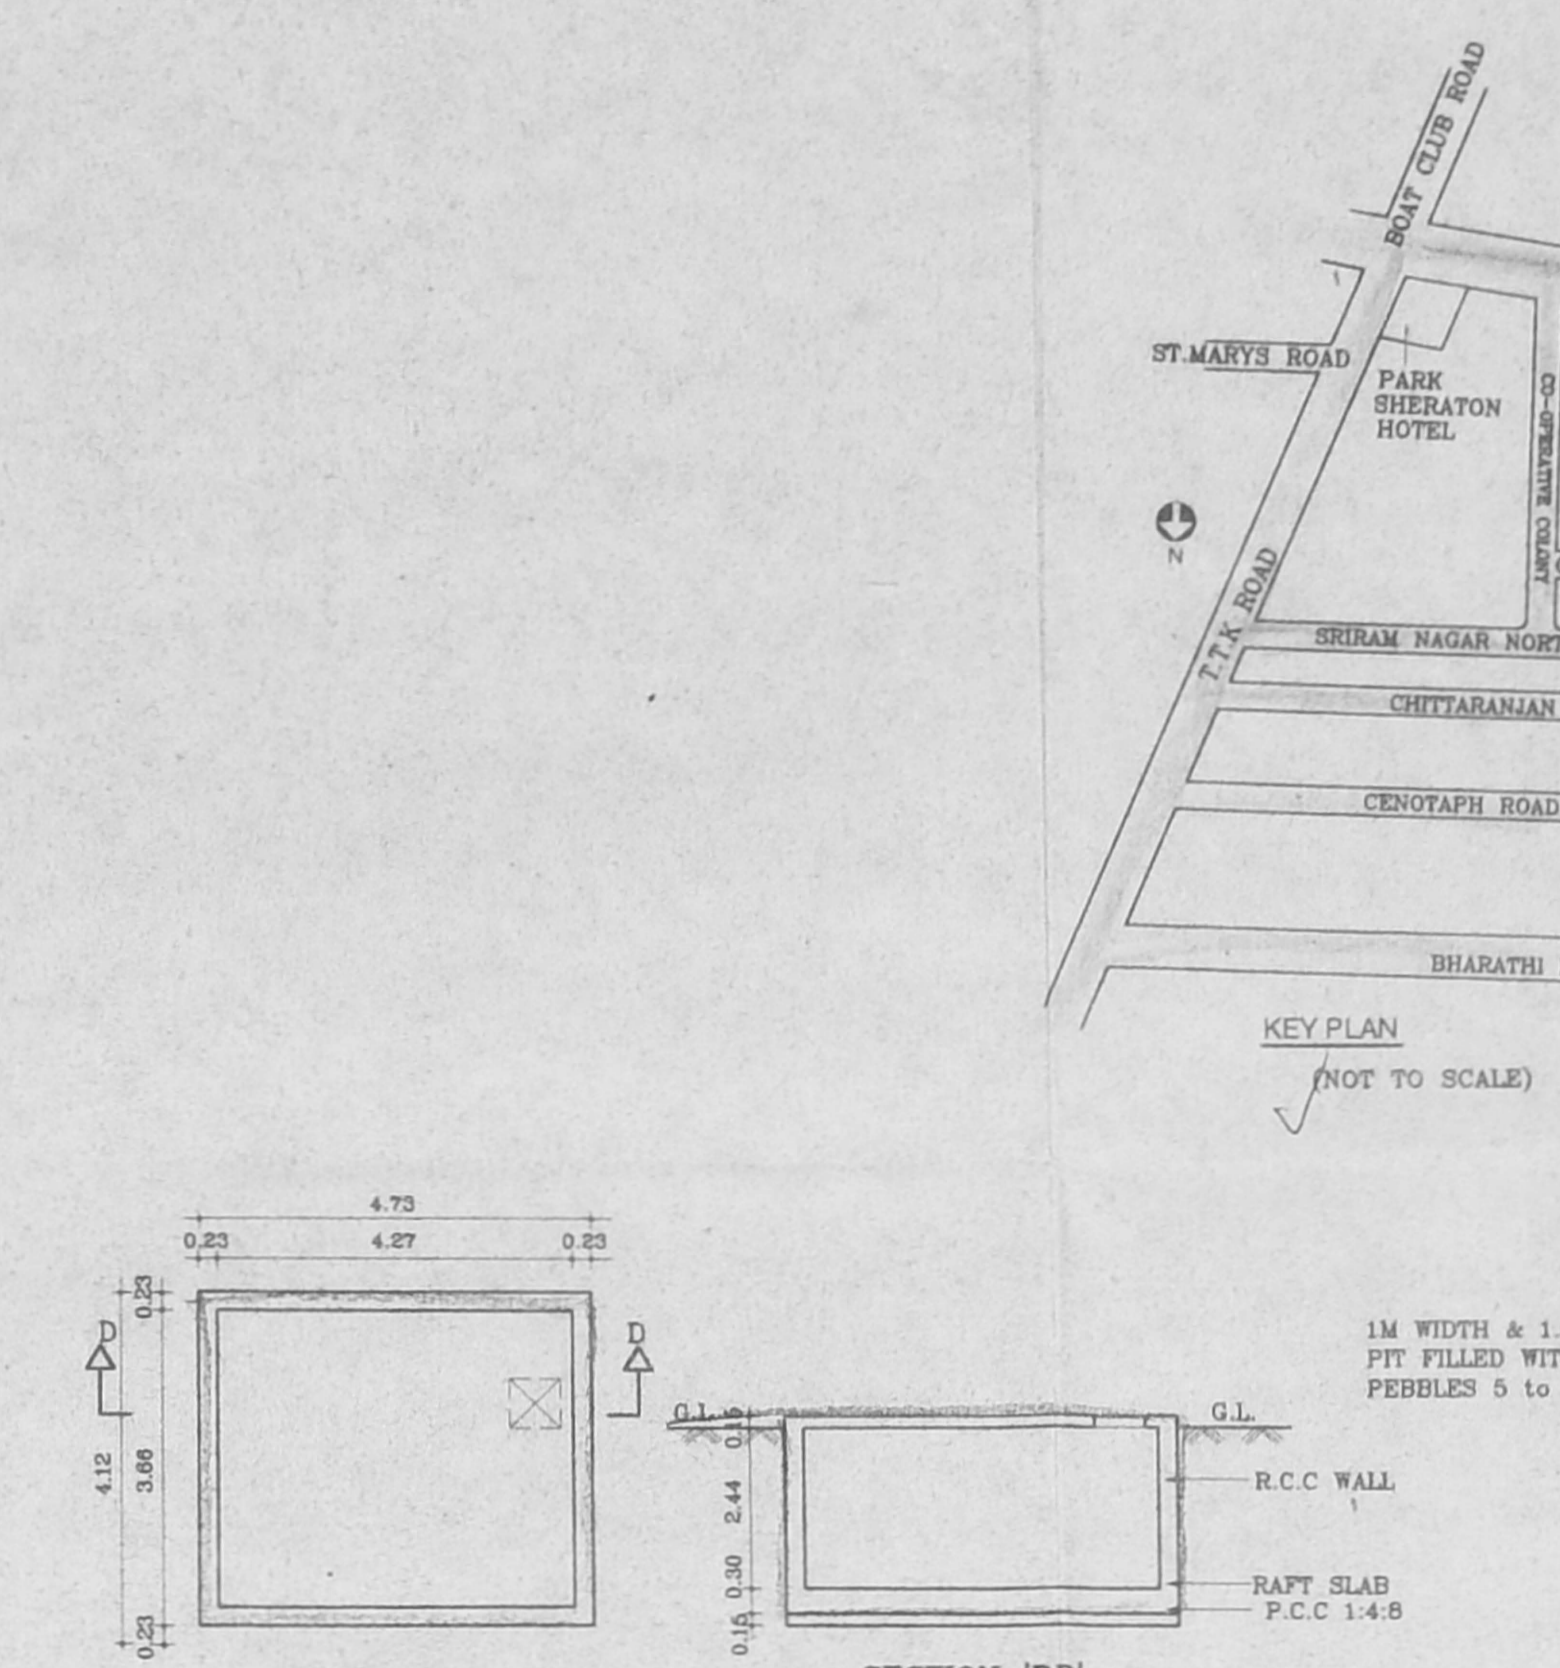 BOAT CLUB ROAD
ST.MARYS ROAD
PARK
SHERATON
HOTEL
CO-OPERATIVE COLONY
N
T.T.K ROAD
SRIRAM NAGAR NORT
CHITTARANJAN
CENOTAPH ROAD
BHARATHI
KEY PLAN
(NOT TO SCALE)
4.73
0.23 4.27 0.23
0.23
D D
4.12
3.66
0.23
1M WIDTH & 1.
PIT FILLED WIT
PEBBLES 5 to
G.L. G.L.
0.15
2.44
0.30
0.15
R.C.C WALL
RAFT SLAB
P.C.C 1:4:8
SECTION 'DD'